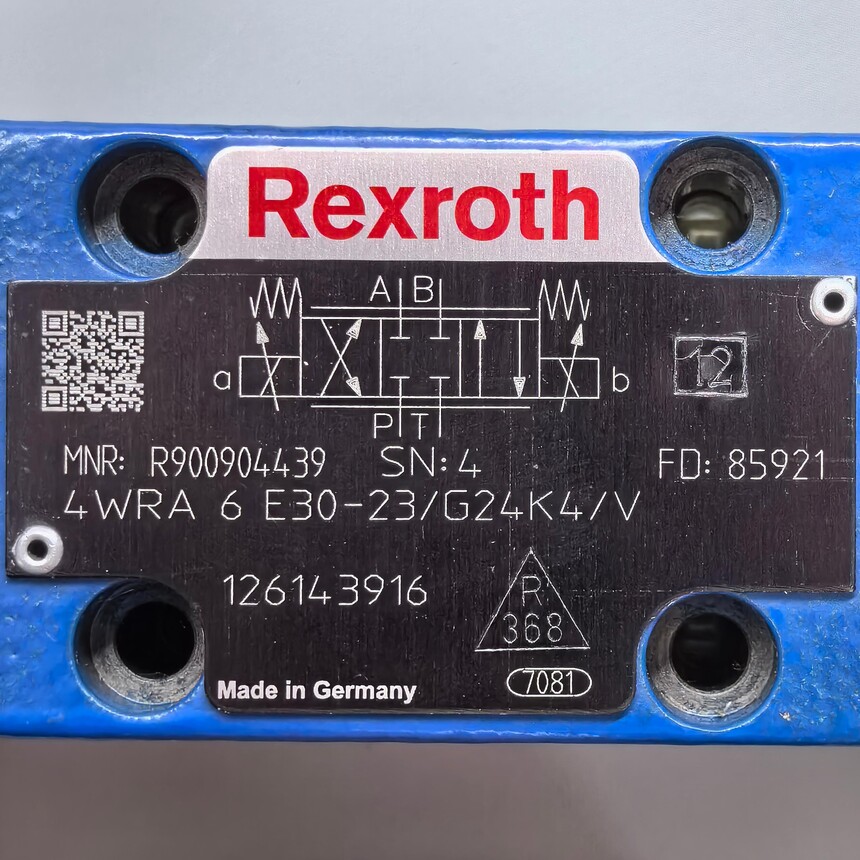 Rexroth
A B
a b
12
P T
MNR: R900904439 SN: 4 FD: 85921
4WRA 6 E30-23/G24K4/V
126143916
R
368
Made in Germany
7081